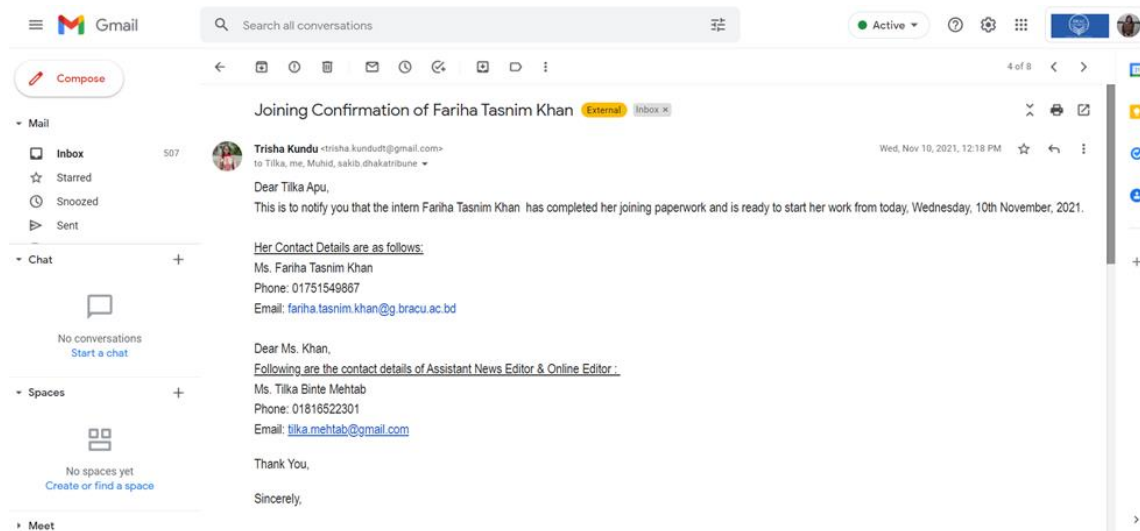 Gmail
Search all conversations
Active
Compose
4 of 8
Joining Confirmation of Fariha Tasnim Khan External Inbox ×
Mail
Inbox 507
Starred
Snoozed
Sent
Chat
No conversations
Start a chat
Spaces
No spaces yet
Create or find a space
Meet
Trisha Kundu <trisha.kundudt@gmail.com> Wed, Nov 10, 2021, 12:18 PM
to Tilka, me, Muhid, sakib.dhakatribune
Dear Tilka Apu,
This is to notify you that the intern Fariha Tasnim Khan has completed her joining paperwork and is ready to start her work from today, Wednesday, 10th November, 2021.
Her Contact Details are as follows:
Ms. Fariha Tasnim Khan
Phone: 01751549867
Email: fariha.tasnim.khan@g.bracu.ac.bd
Dear Ms. Khan,
Following are the contact details of Assistant News Editor & Online Editor :
Ms. Tilka Binte Mehtab
Phone: 01816522301
Email: tilka.mehtab@gmail.com
Thank You,
Sincerely,